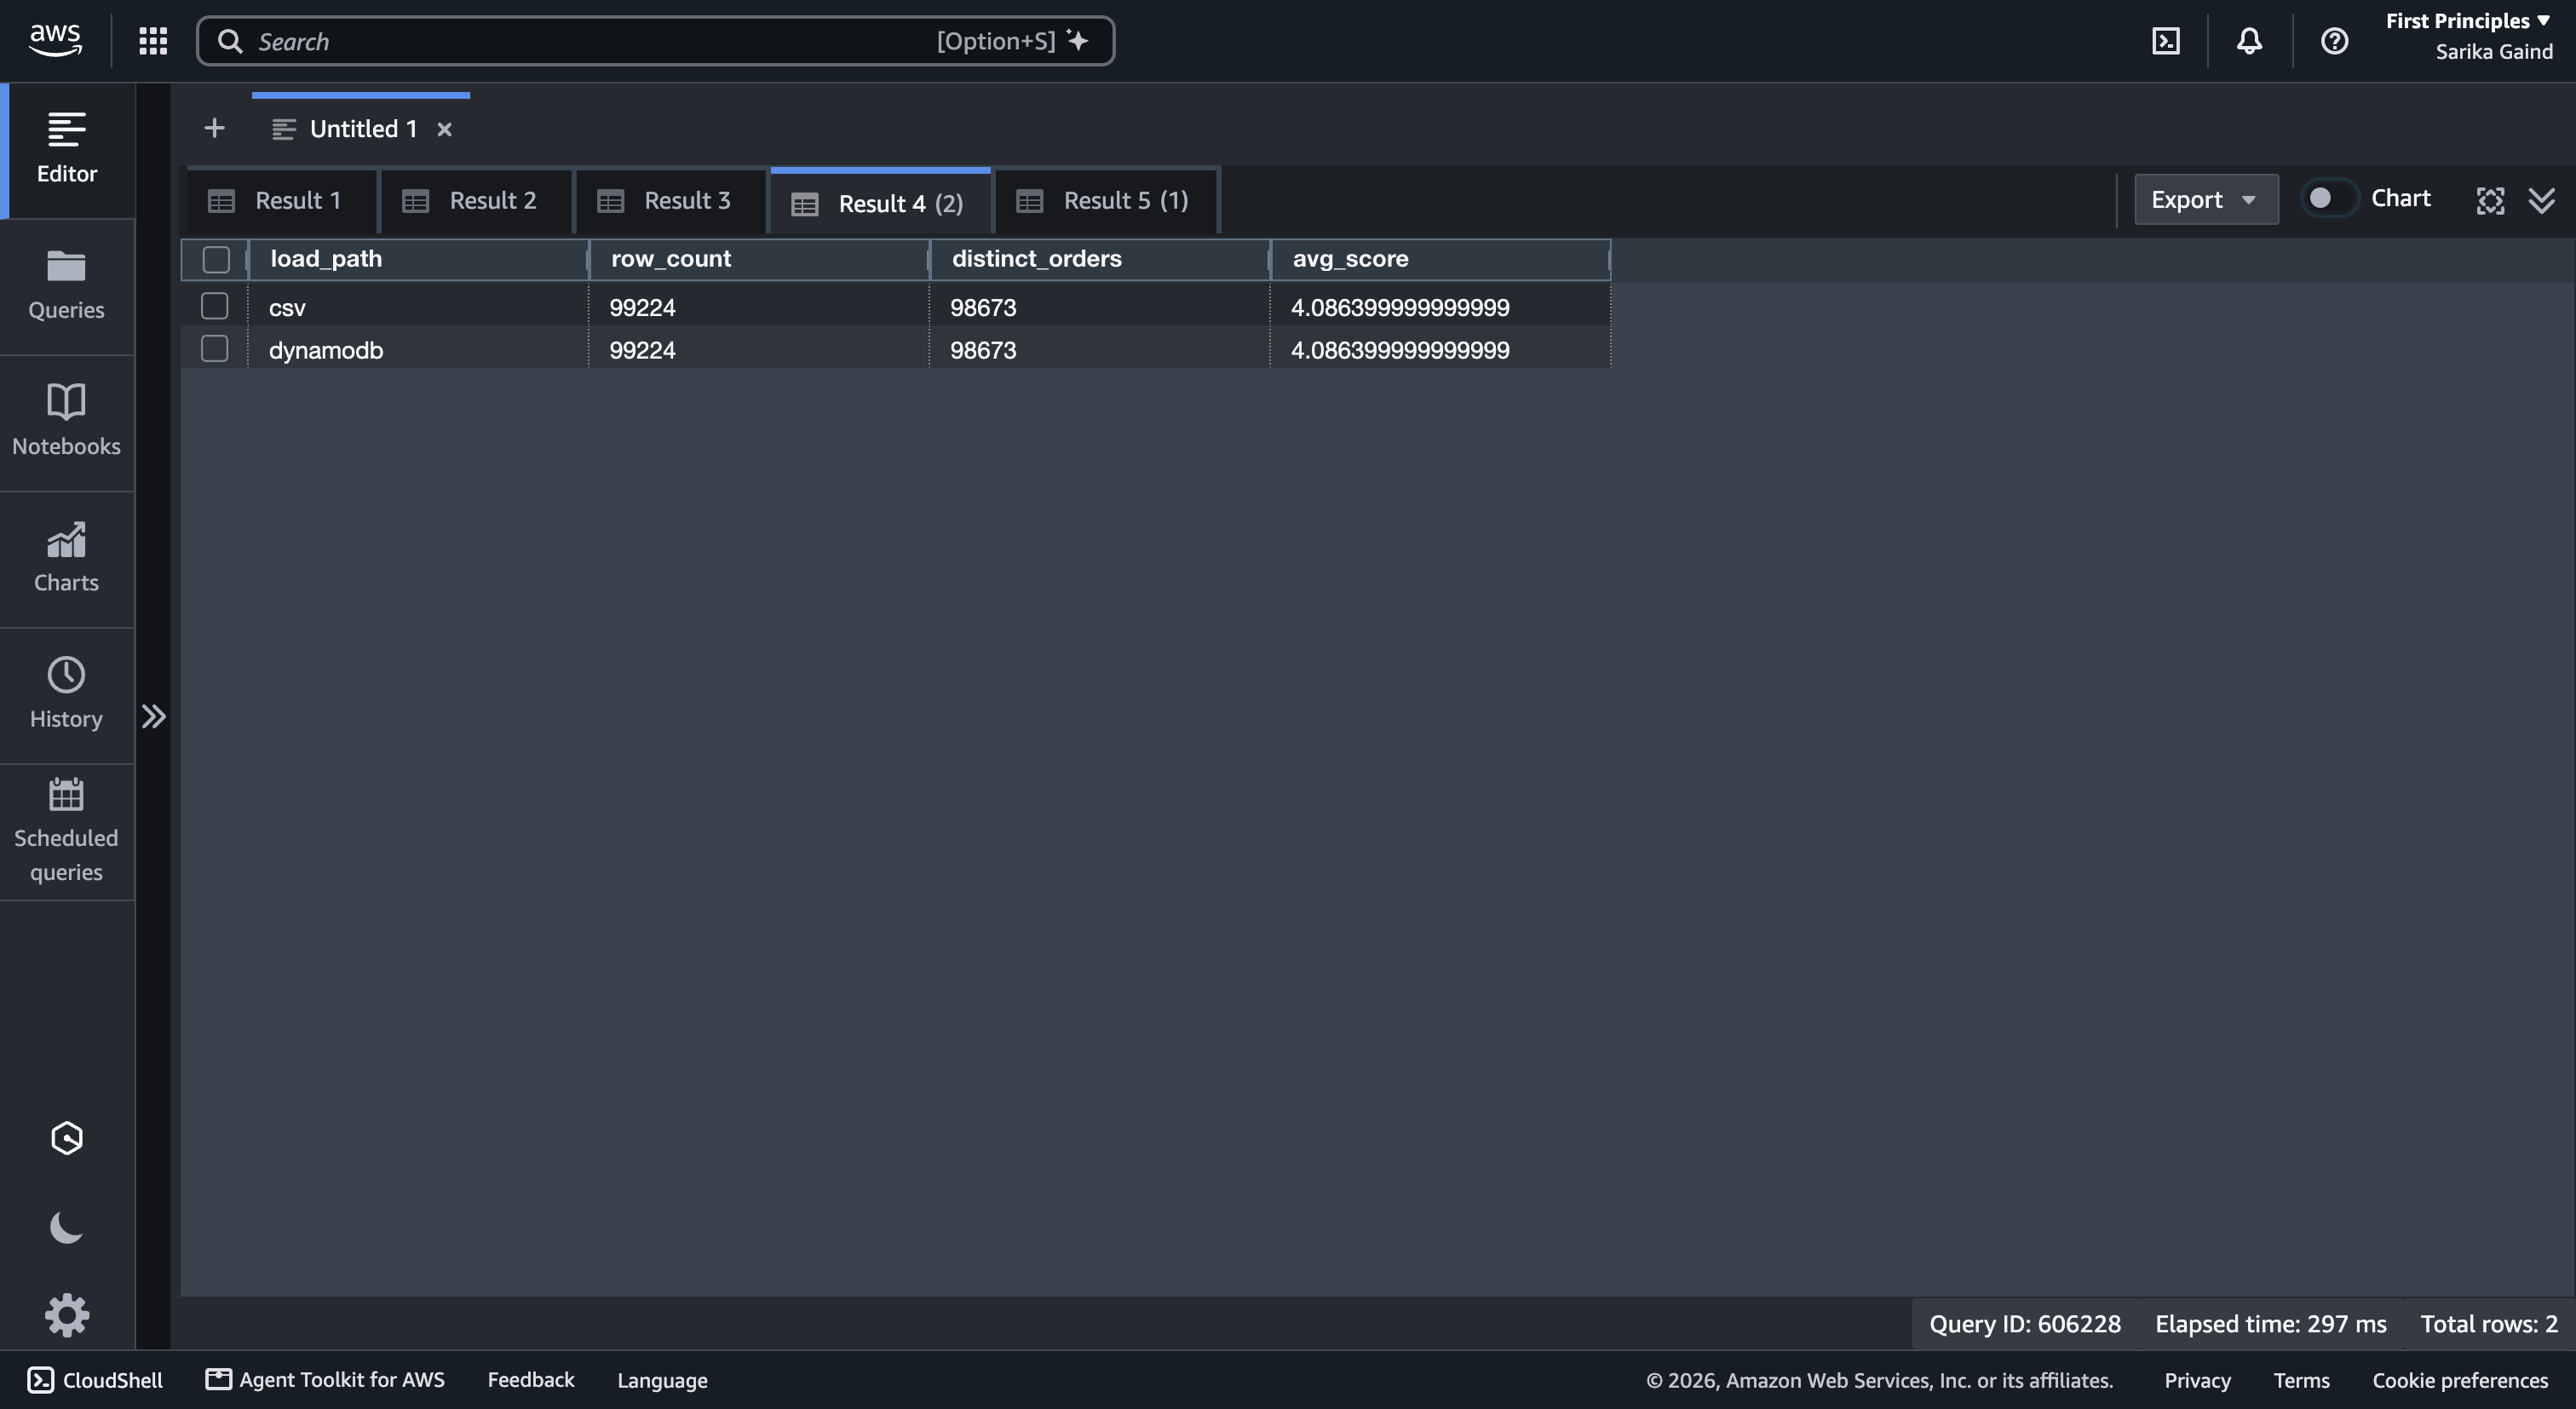 aws
Search [Option+S]
First Principles
Sarika Gaind
Editor
Queries
Notebooks
Charts
History
Scheduled
queries
Untitled 1
Result 1
Result 2
Result 3
Result 4 (2)
Result 5 (1)
Export
Chart
load_path row_count distinct_orders avg_score
csv 99224 98673 4.086399999999999
dynamodb 99224 98673 4.086399999999999
Query ID: 606228 Elapsed time: 297 ms Total rows: 2
CloudShell Agent Toolkit for AWS Feedback Language © 2026, Amazon Web Services, Inc. or its affiliates. Privacy Terms Cookie preferences